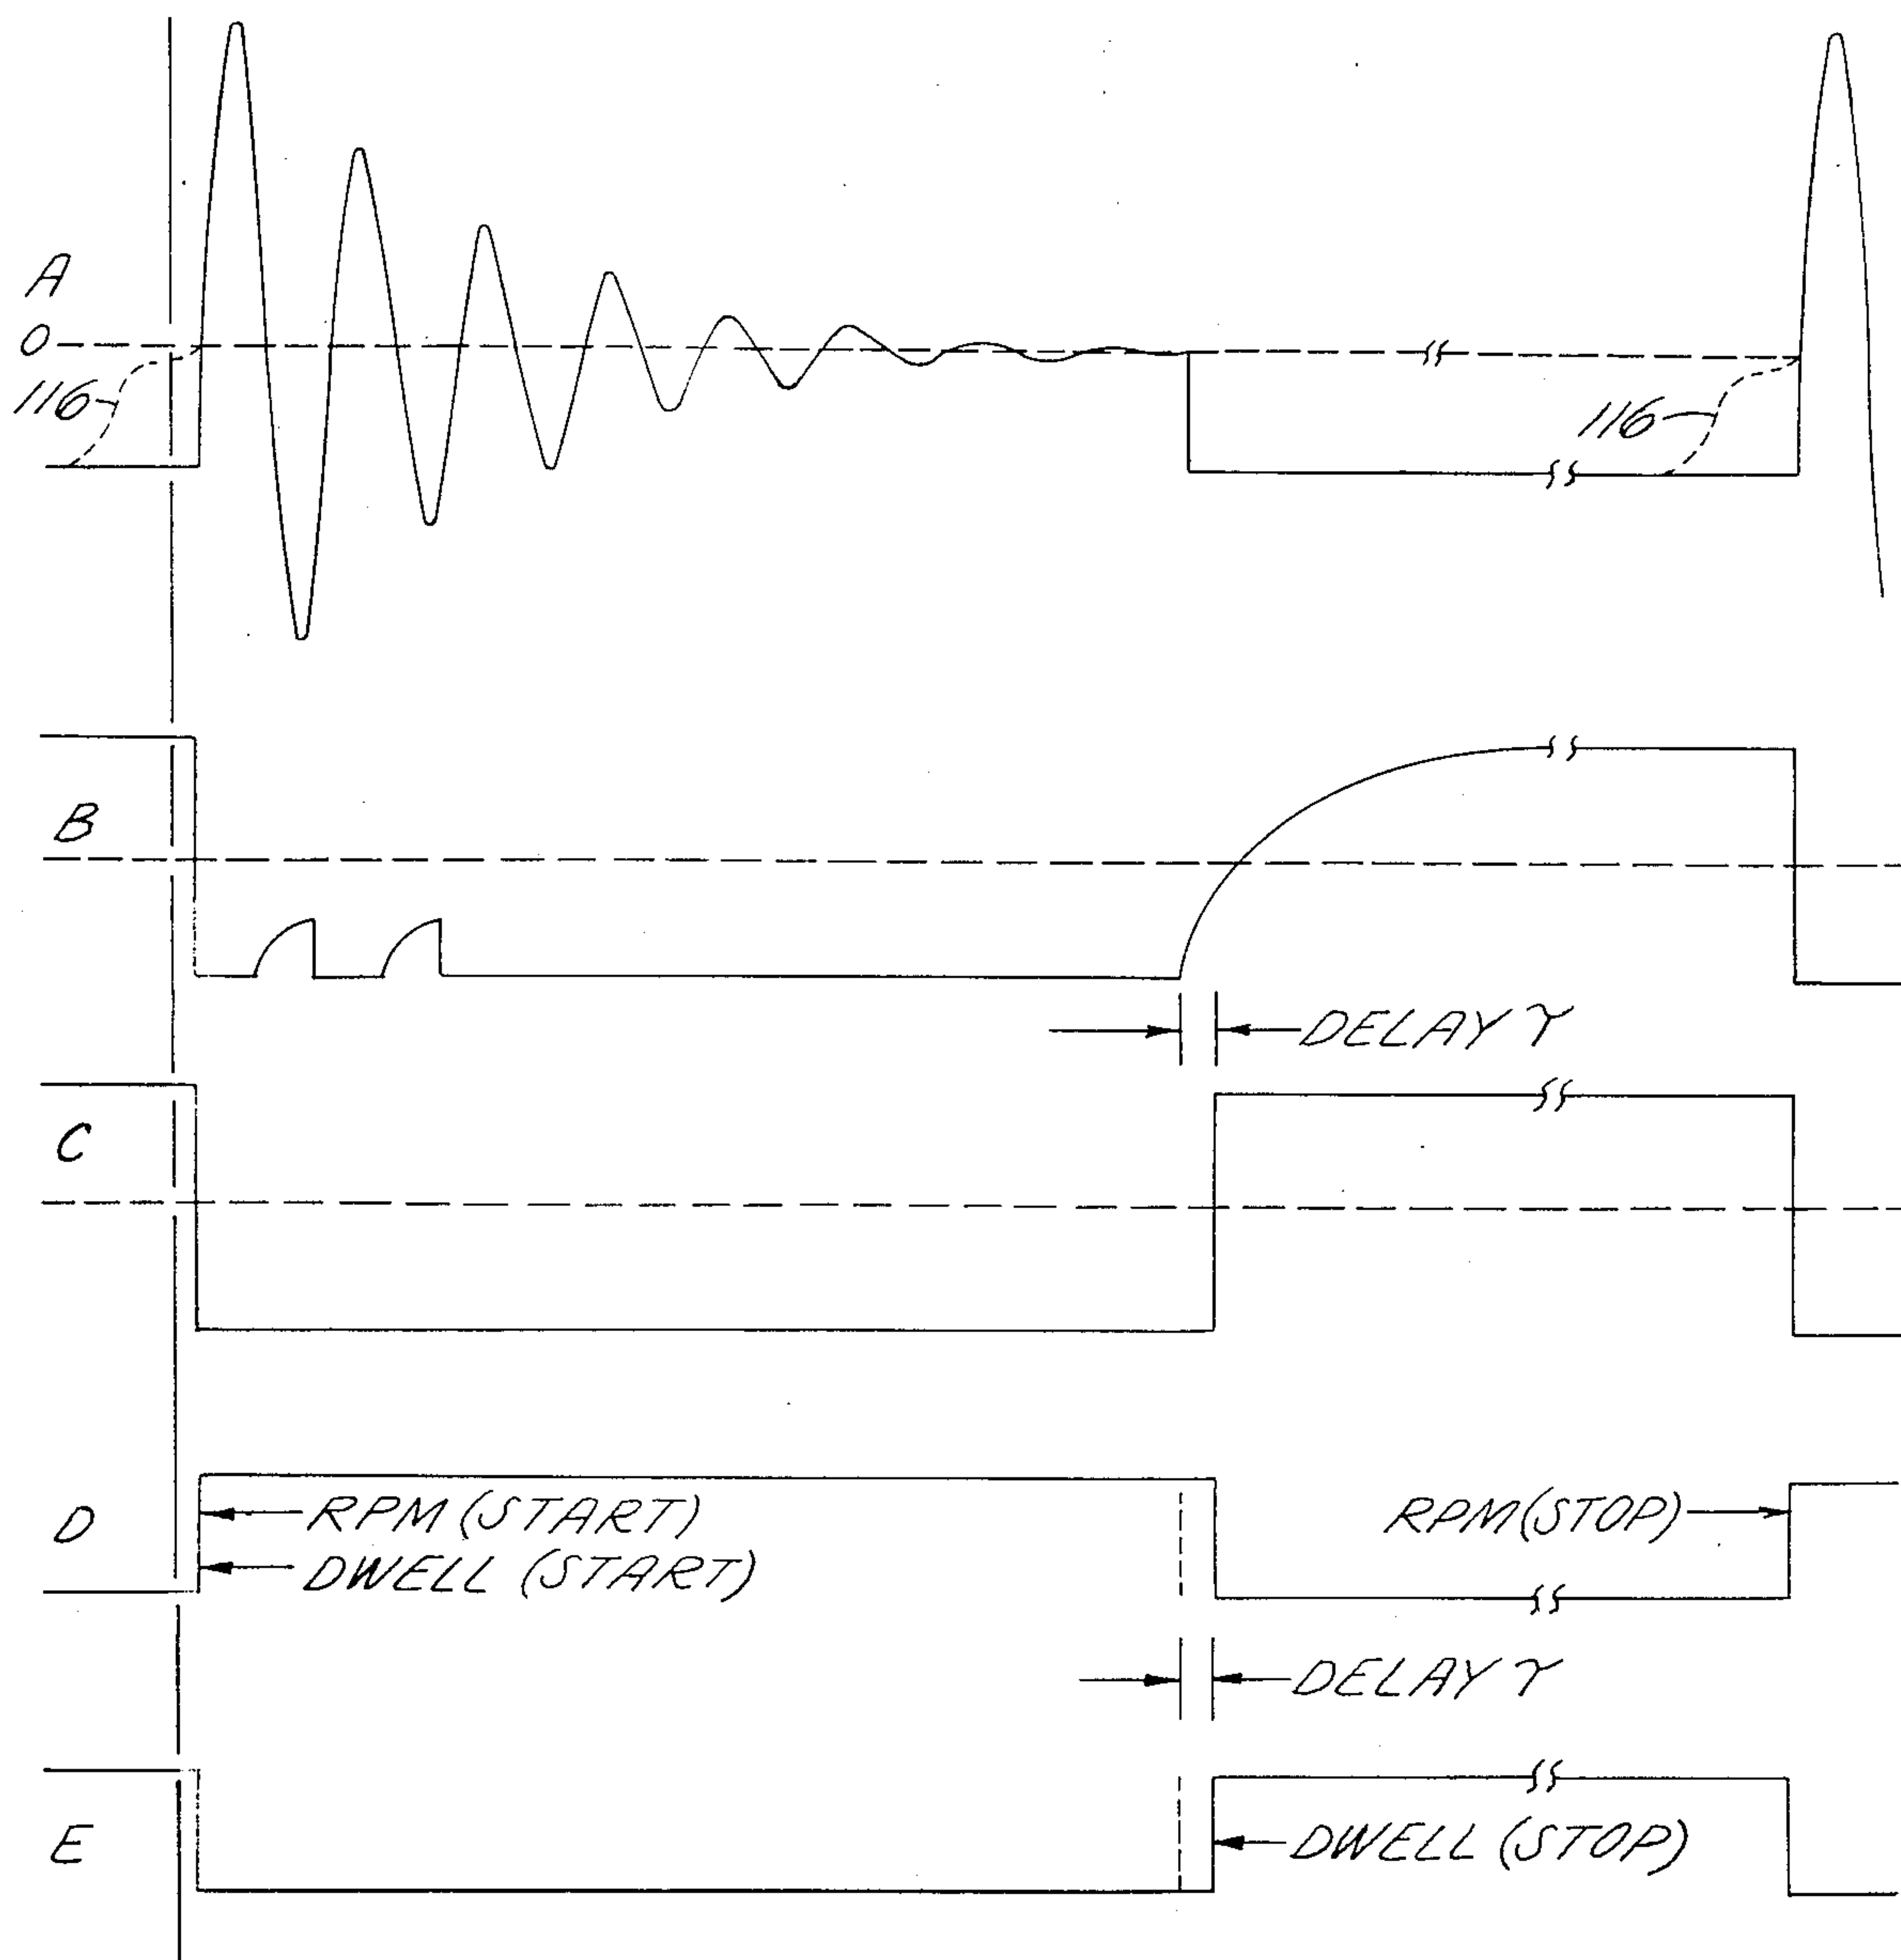 A
0
116
116
B
DELAY τ
C
D
RPM (START)
RPM (STOP)
DWELL (START)
DELAY τ
E
DWELL (STOP)